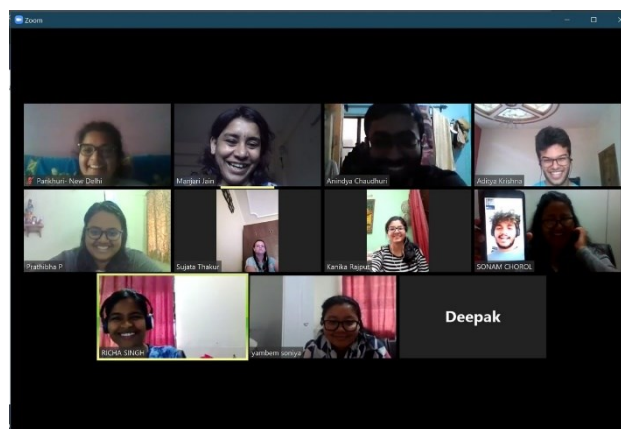 Zoom
Pankhuri- New Delhi
Manjari Jain
Anindya Chaudhuri
Aditya Krishna
Prathibha P
Sujata Thakur
Kanika Rajput
SONAM CHOROL
RICHA SINGH
yambem soniya
Deepak